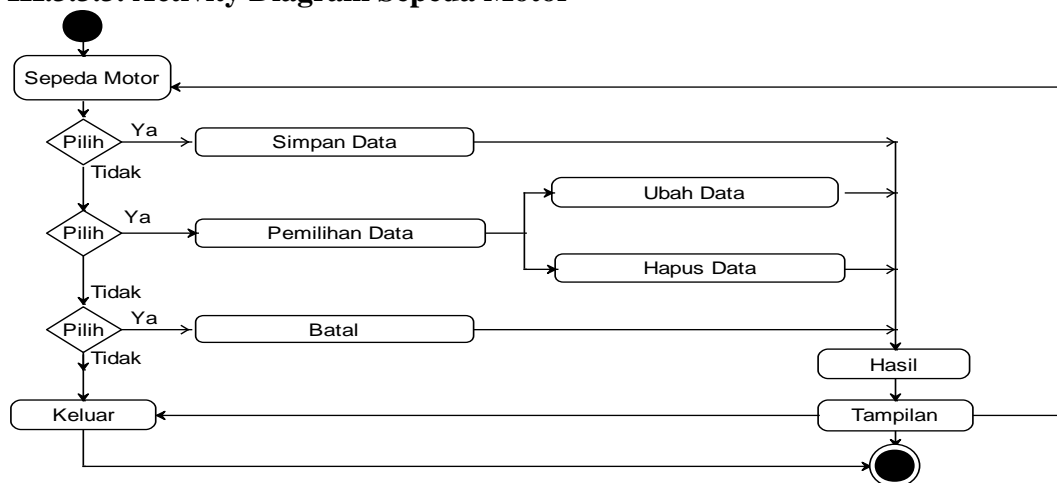 Activity Diagram Sepeda Motor
Sepeda Motor
Pilih
Ya
Simpan Data
Tidak
Ubah Data
Pilih
Ya
Pemilihan Data
Hapus Data
Tidak
Pilih
Ya
Batal
Tidak
Hasil
Keluar
Tampilan